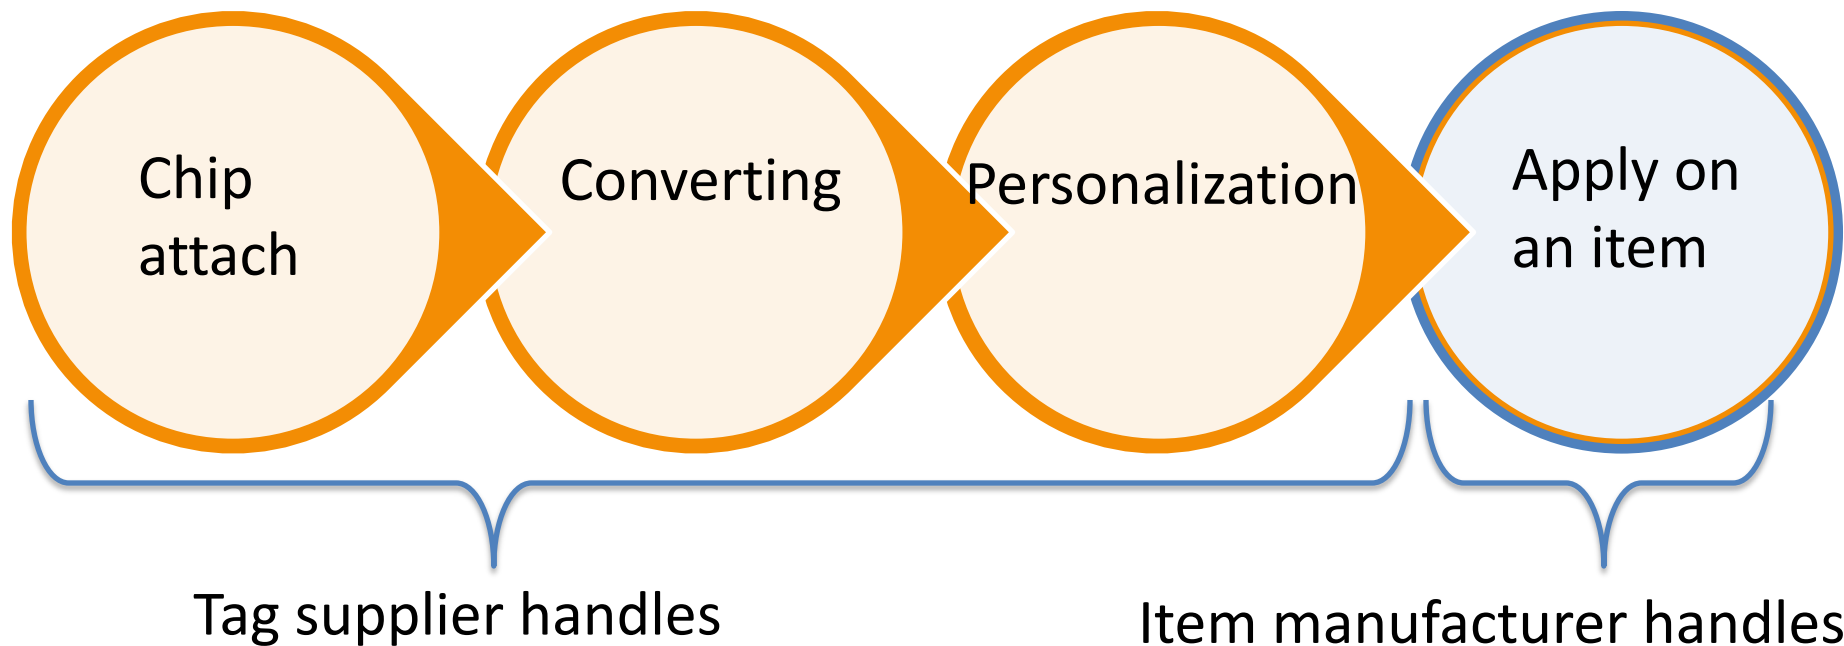 Chip
attach
Converting
Personalization
Apply on
an item
Tag supplier handles
Item manufacturer handles